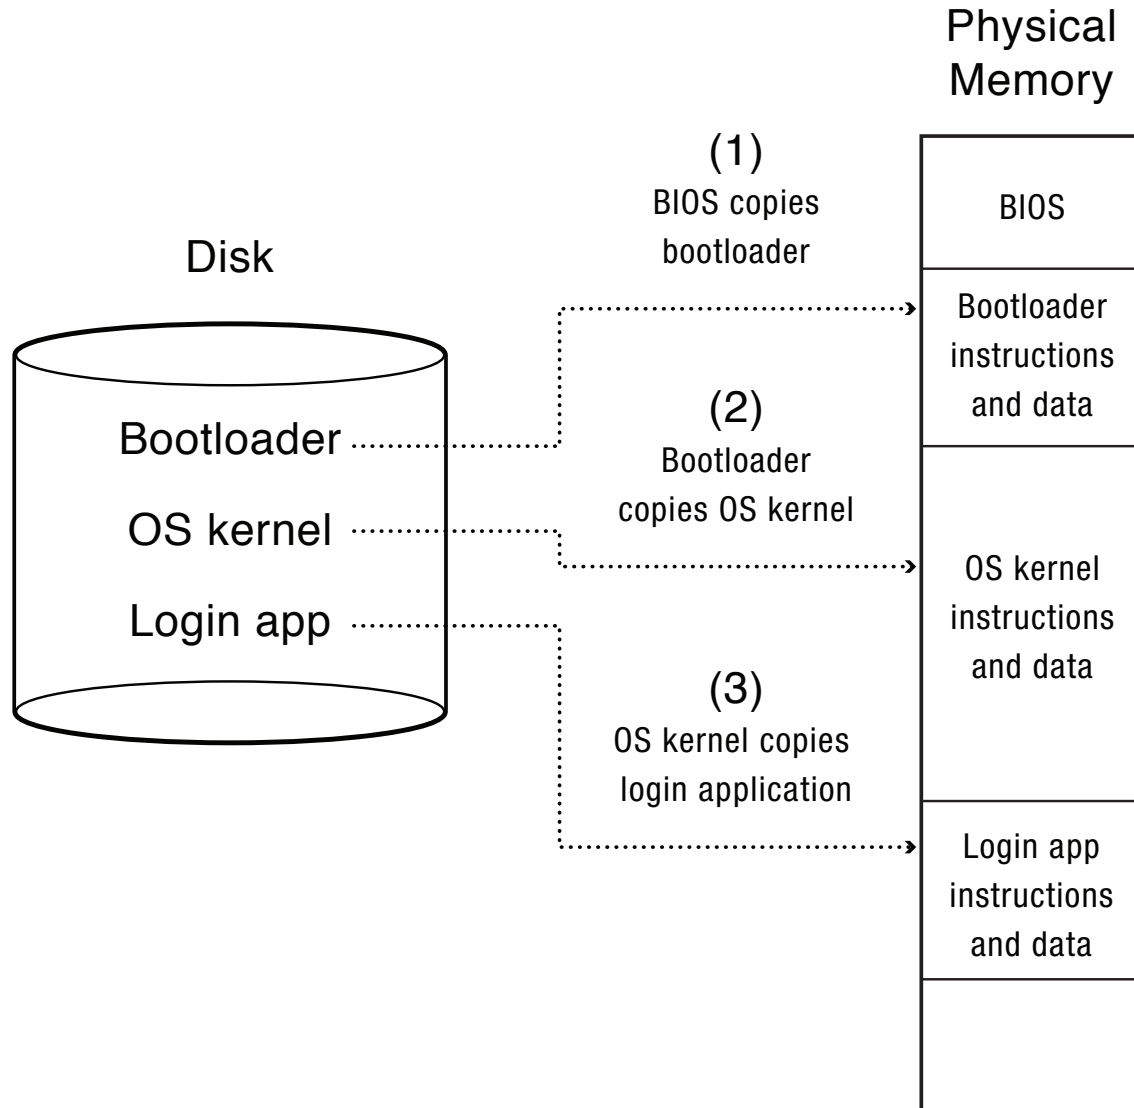 Physical
Memory
(1)
BIOS copies
bootloader
BIOS
Disk
Bootloader
instructions
and data
Bootloader
(2)
Bootloader
copies OS kernel
OS kernel
OS kernel
instructions
and data
Login app
(3)
OS kernel copies
login application
Login app
instructions
and data